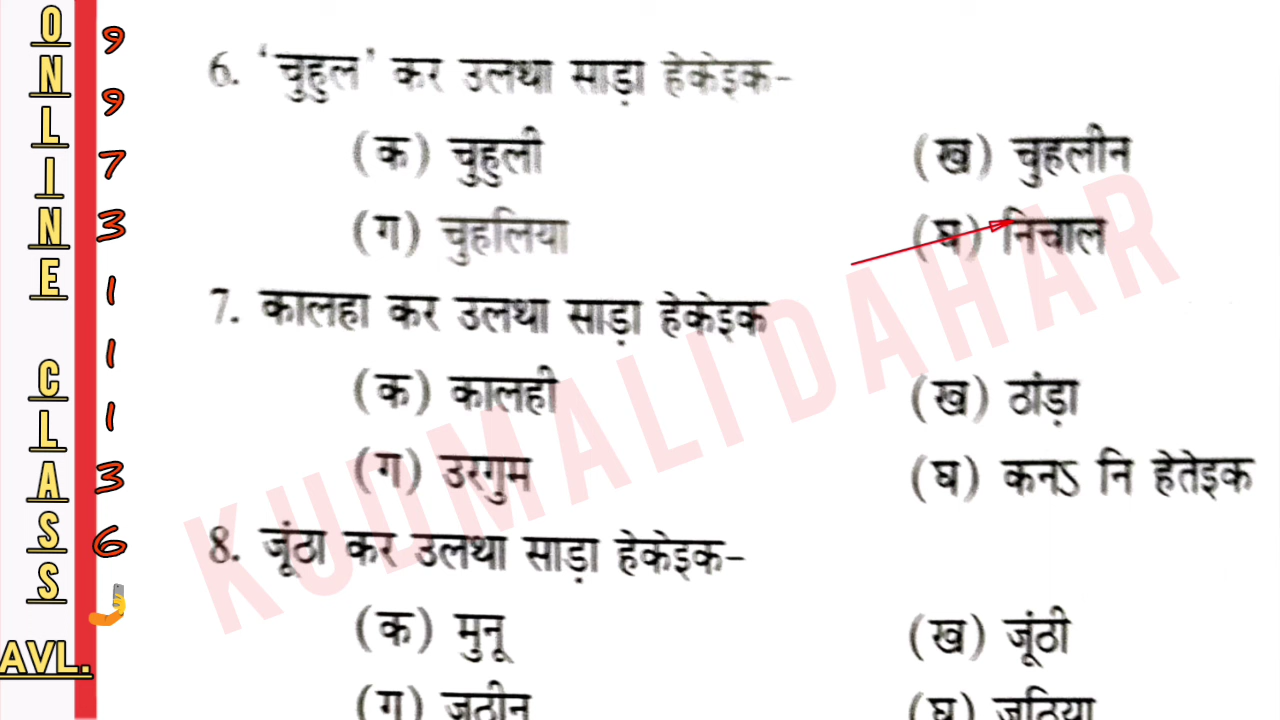 ONLINE CLASS AVL.
997311136
6. 'चुहुल' कर उलथा साड़ा हेकेइक-
(क) चुहुली (ख) चुहलीन
(ग) चुहलिया (घ) निचाल
7. कालहा कर उलथा साड़ा हेकेइक
(क) कालही (ख) ठांड़ा
(ग) उरगुम (घ) कनऽ नि हेतेइक
8. जूंठा कर उलथा साड़ा हेकेइक-
(क) मुनू (ख) जूंठी
(ग) जुठीन (घ) जुठिया
KUDMALI DAHAR